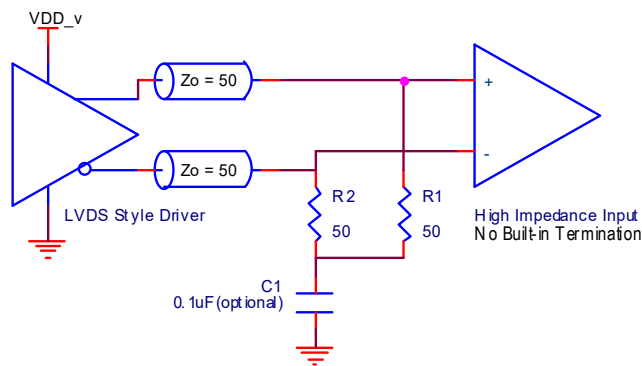 VDD_v
Zo = 50
+
Zo = 50
-
LVDS Style Driver
R2
50
R1
50
High Impedance Input
No Built-in Termination
C1
0.1uF(optional)